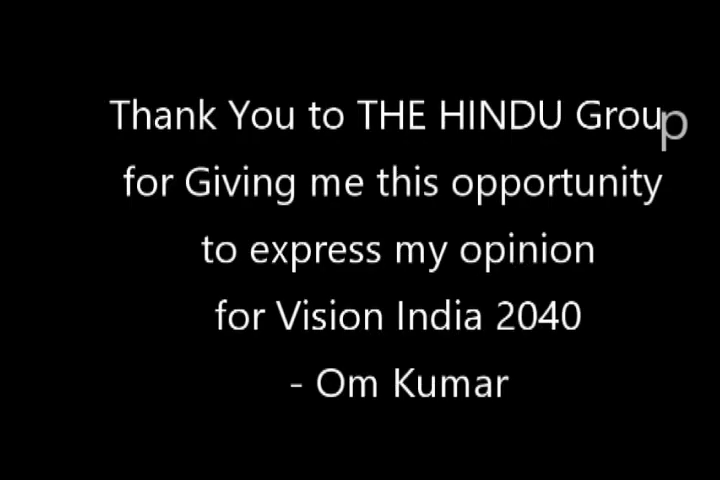 Thank You to THE HINDU Group
for Giving me this opportunity
to express my opinion
for Vision India 2040
- Om Kumar